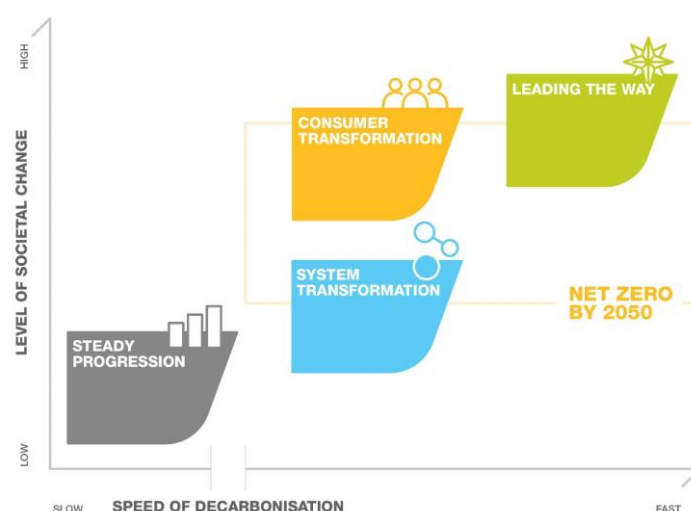 HIGH
LEVEL OF SOCIETAL CHANGE
LOW
LEADING THE WAY
CONSUMER
TRANSFORMATION
SYSTEM
TRANSFORMATION
NET ZERO
BY 2050
STEADY
PROGRESSION
SLOW
SPEED OF DECARBONISATION
FAST